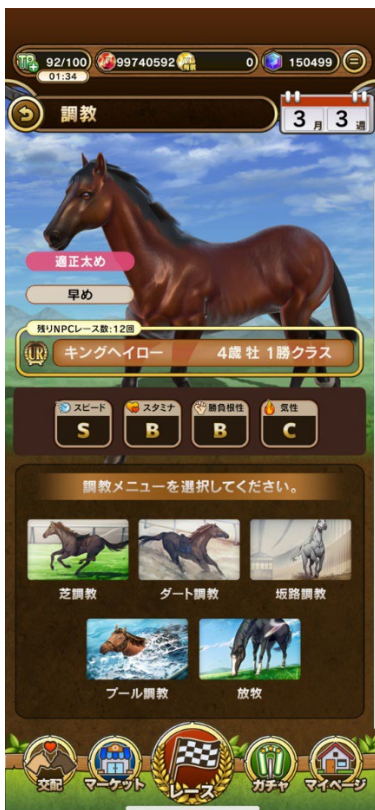 TP 92/100
99740592
0
150499
01:34
調教
3月 3週
適正太め
早め
残りNPCレース数:12回
UR
キングヘイロー 4歳 牡 1勝クラス
スピード スタミナ 勝負根性 気性
S B B C
調教メニューを選択してください。
芝調教 ダート調教 坂路調教
プール調教 放牧
交配 マーケット レース ガチャ マイページ